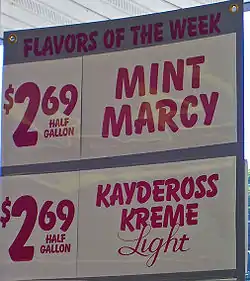 FLAVORS OF THE WEEK
$2.69
HALF
GALLON
MINT
MARCY
$2.69
HALF
GALLON
KAYDEROSS
KREME
Light